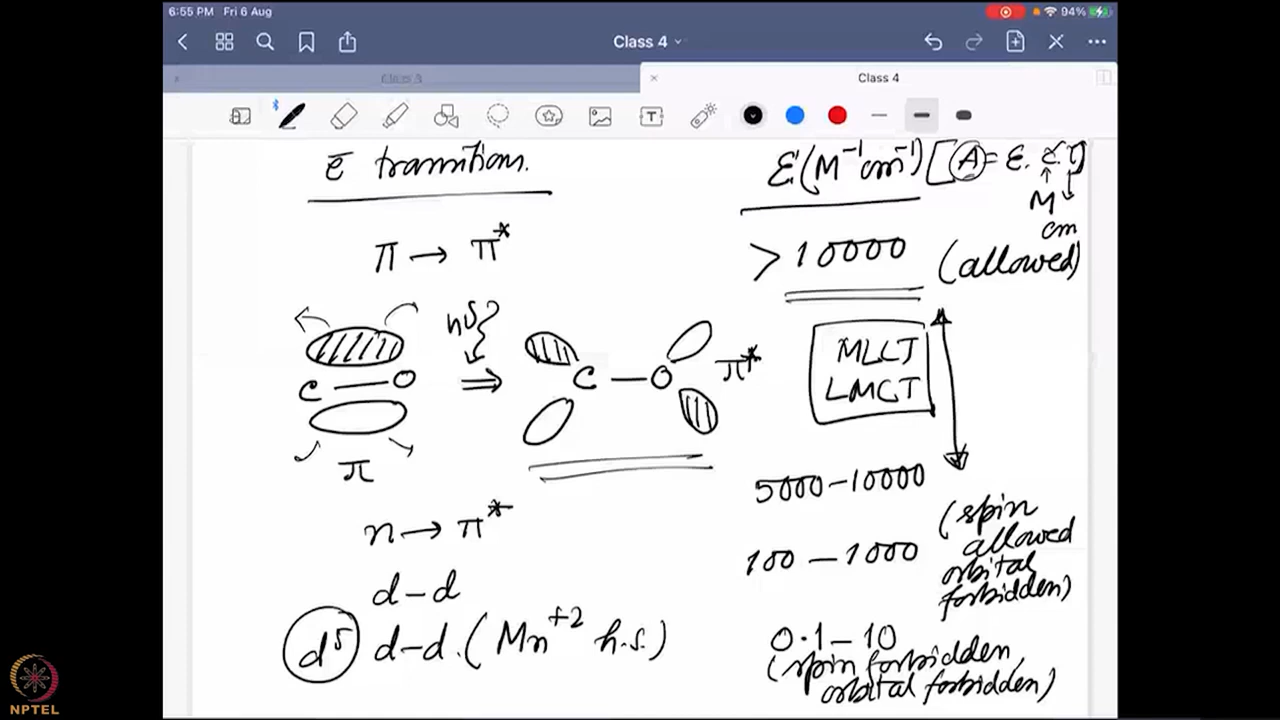 6:55 PM Fri 6 Aug 94%
Class 4
Class 3 Class 4
ē transitions. ε(M⁻¹ cm⁻¹) [A = ε. c. l]
M
cm
π → π* > 10000 (allowed)
hν
C — O ⇒ C — O π*
π
MLCT
LMCT
n → π* 5000 – 10000
d – d 100 – 1000 (spin
allowed
orbital
forbidden)
d⁵ d – d. (Mn⁺² h.s.) 0.1 – 10
(spin forbidden,
orbital forbidden)
NPTEL